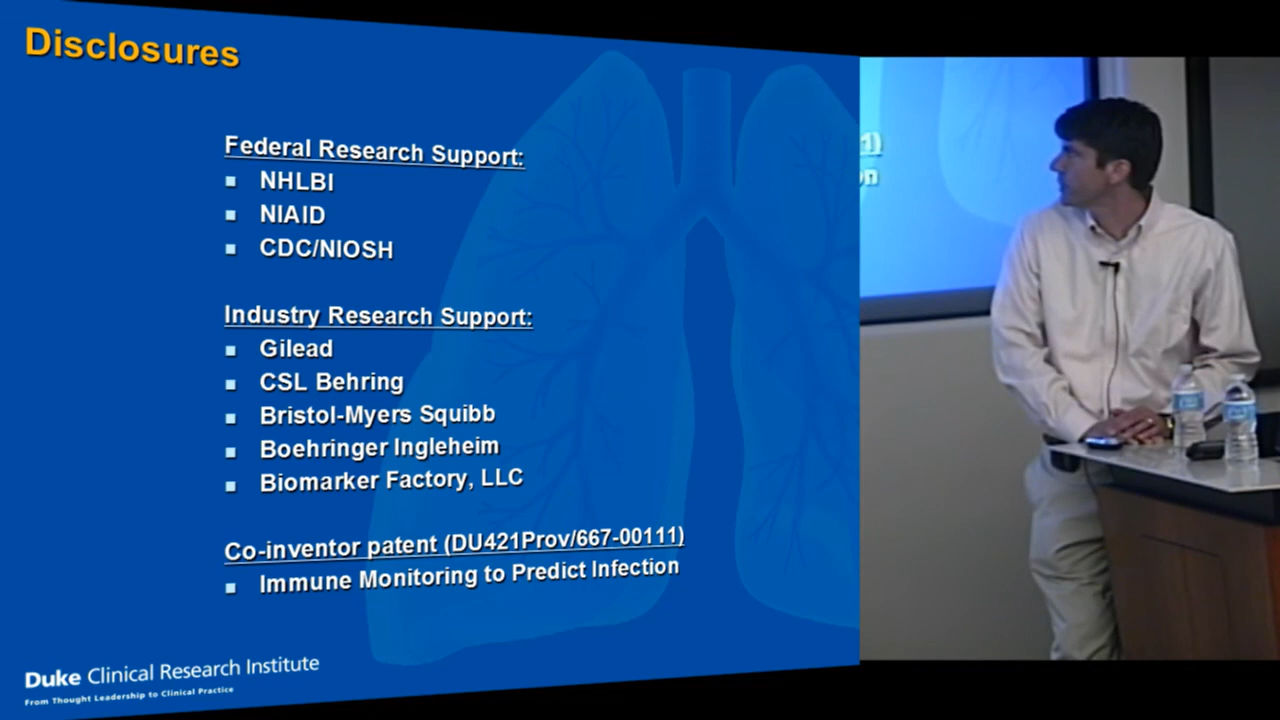 Disclosures
Federal Research Support:
NHLBI
NIAID
CDC/NIOSH
Industry Research Support:
Gilead
CSL Behring
Bristol-Myers Squibb
Boehringer Ingleheim
Biomarker Factory, LLC
Co-inventor patent (DU421Prov/667-00111)
Immune Monitoring to Predict Infection
Duke Clinical Research Institute
From Thought Leadership to Clinical Practice